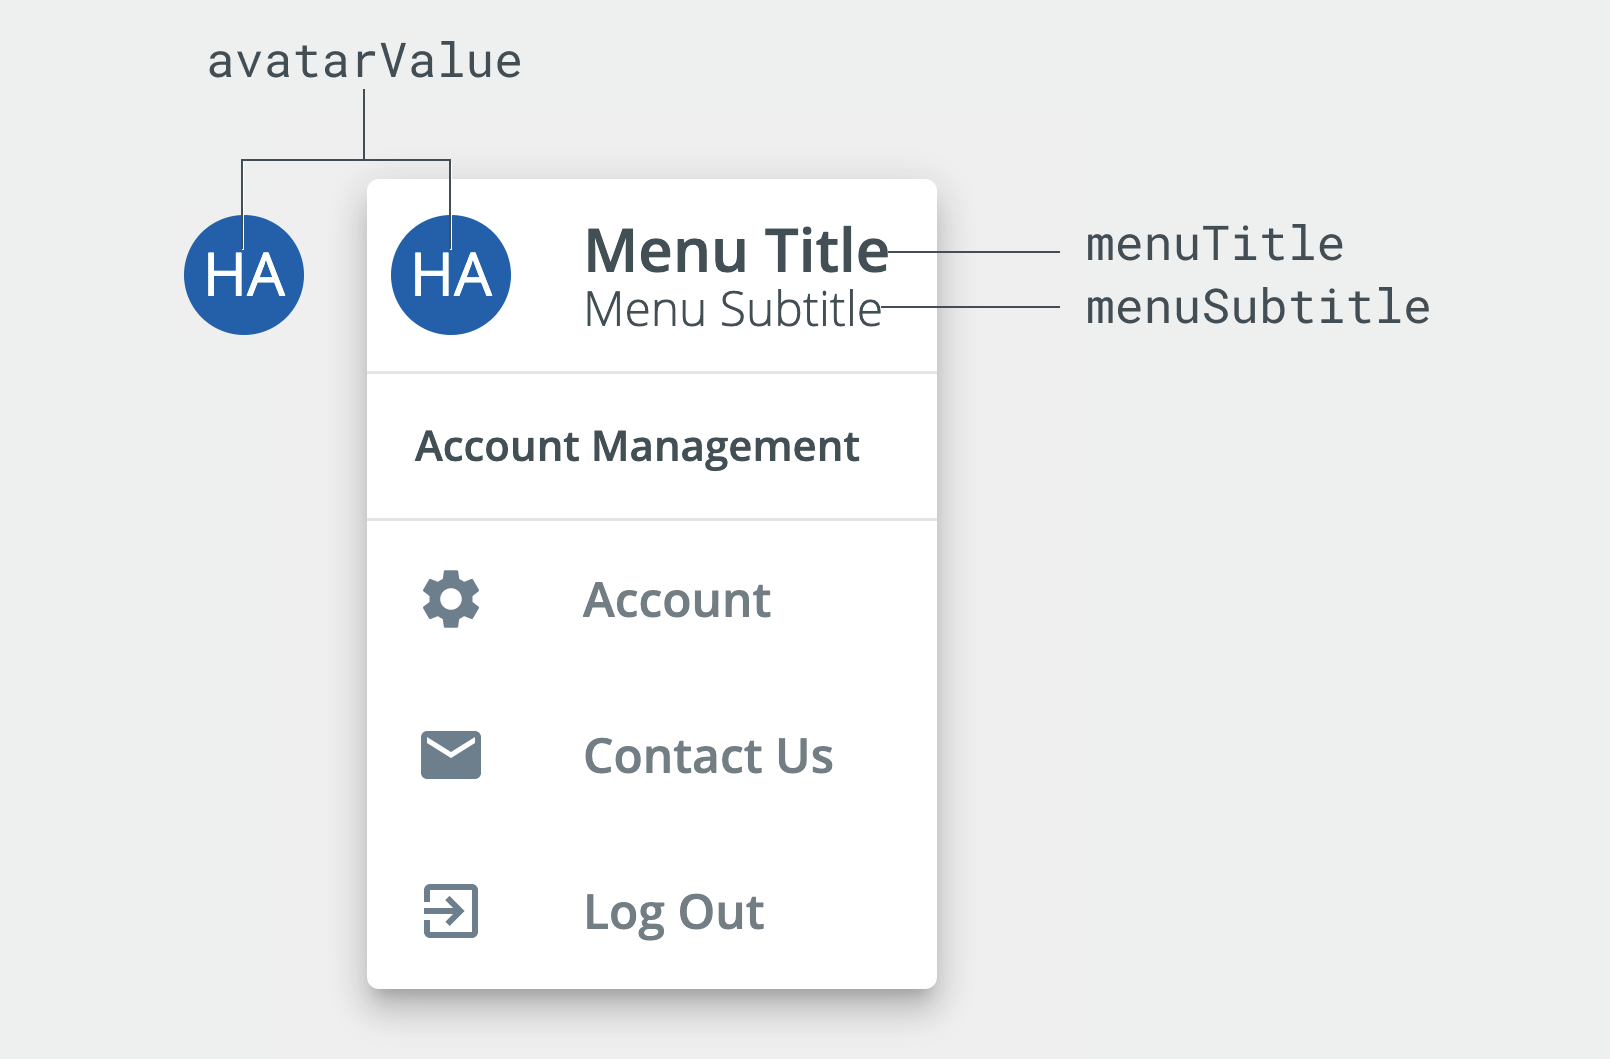 avatarValue
HA
HA
Menu Title
menuTitle
Menu Subtitle
menuSubtitle
Account Management
Account
Contact Us
Log Out